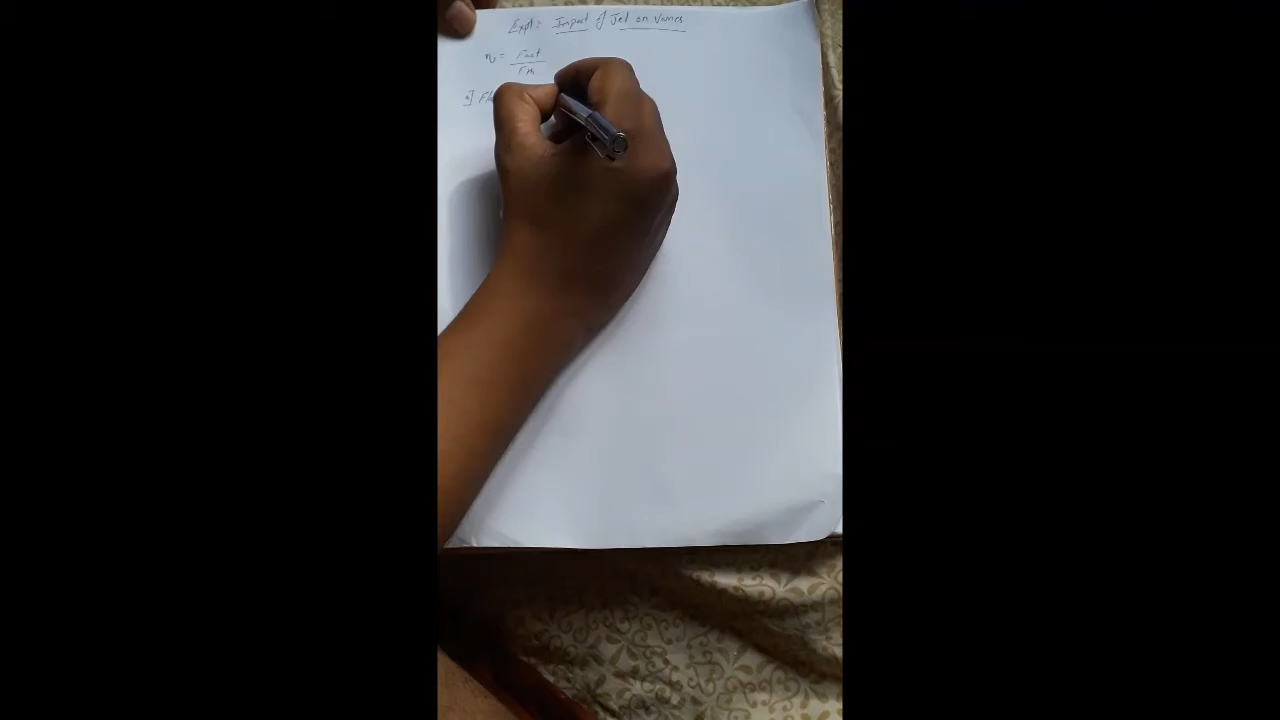 Expt: Impact of Jet on Vanes
η = Fact / Fth
a]